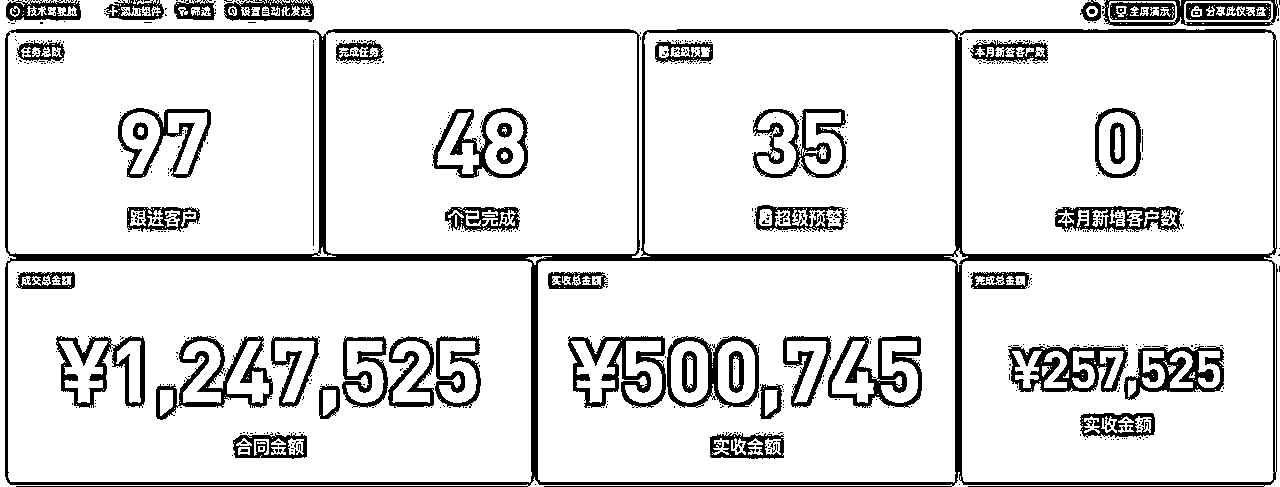 技术驾驶舱 添加组件 筛选 设置自动化发送 全屏演示 分享此仪表盘
任务总数 完成任务 超级预警 本月新签客户数
97 48 35 0
跟进客户 个已完成 超级预警 本月新增客户数
成交总金额 实收总金额 完成总金额
¥1,247,525 ¥500,745 ¥257,525
合同金额 实收金额 实收金额